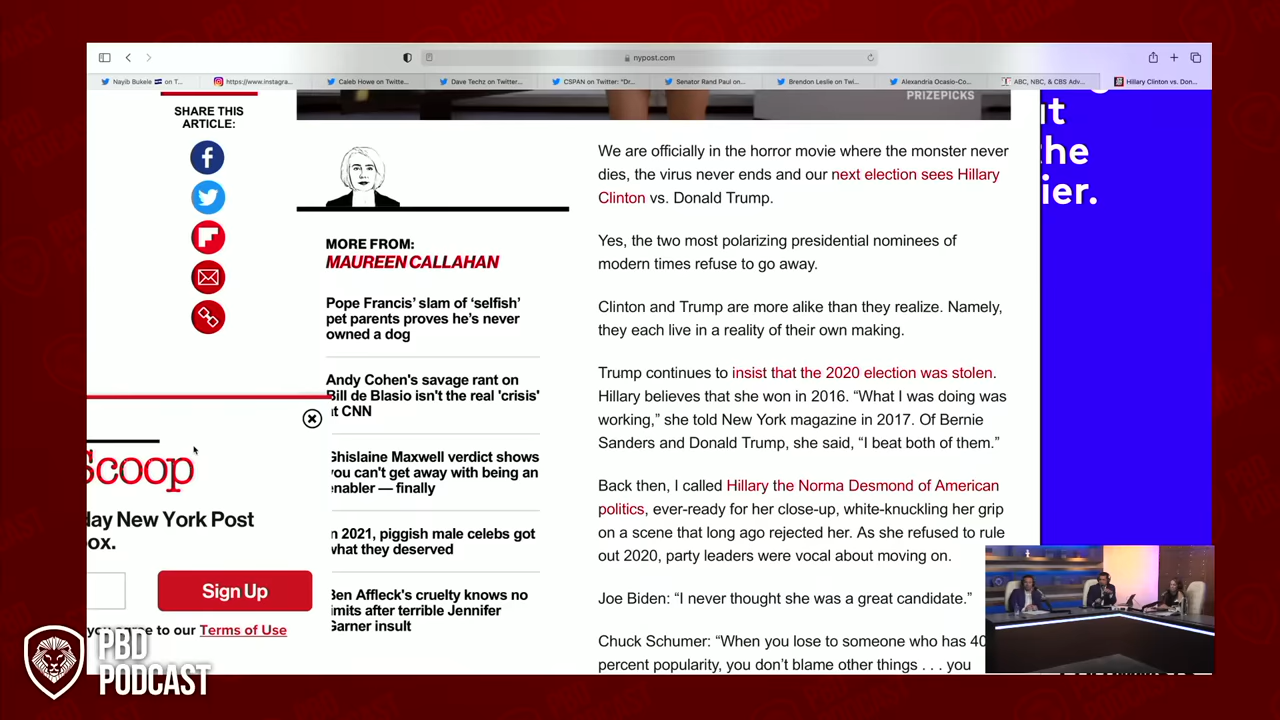 nypost.com
Nayib Bukele on T...
https://www.instagra...
Caleb Howe on Twitte...
Dave Techz on Twitter...
CSPAN on Twitter: "Dr...
Senator Rand Paul on...
Brendon Leslie on Twi...
Alexandria Ocasio-Co...
ABC, NBC, & CBS Adv...
Hillary Clinton vs. Don...
PRIZEPICKS
SHARE THIS
ARTICLE:
MORE FROM:
MAUREEN CALLAHAN
Pope Francis’ slam of ‘selfish’
pet parents proves he’s never
owned a dog
Andy Cohen's savage rant on
Bill de Blasio isn't the real 'crisis'
at CNN
Ghislaine Maxwell verdict shows
you can't get away with being an
enabler — finally
In 2021, piggish male celebs got
what they deserved
Ben Affleck's cruelty knows no
limits after terrible Jennifer
Garner insult
Scoop
day New York Post
ox.
Sign Up
you agree to our Terms of Use
We are officially in the horror movie where the monster never
dies, the virus never ends and our next election sees Hillary
Clinton vs. Donald Trump.
Yes, the two most polarizing presidential nominees of
modern times refuse to go away.
Clinton and Trump are more alike than they realize. Namely,
they each live in a reality of their own making.
Trump continues to insist that the 2020 election was stolen.
Hillary believes that she won in 2016. “What I was doing was
working,” she told New York magazine in 2017. Of Bernie
Sanders and Donald Trump, she said, “I beat both of them.”
Back then, I called Hillary the Norma Desmond of American
politics, ever-ready for her close-up, white-knuckling her grip
on a scene that long ago rejected her. As she refused to rule
out 2020, party leaders were vocal about moving on.
Joe Biden: “I never thought she was a great candidate.”
Chuck Schumer: “When you lose to someone who has 40
percent popularity, you don’t blame other things . . . you
ut
he
ier.
PBD
PODCAST